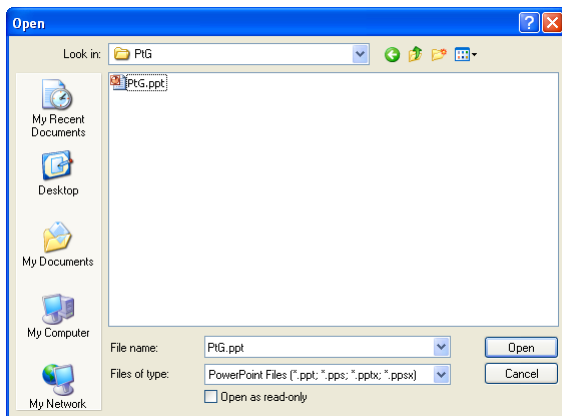 Open
Look in:
PtG
PtG.ppt
My Recent
Documents
Desktop
My Documents
My Computer
My Network
File name:
PtG.ppt
Open
Files of type:
PowerPoint Files (*.ppt; *.pps; *.pptx; *.ppsx)
Cancel
Open as read-only